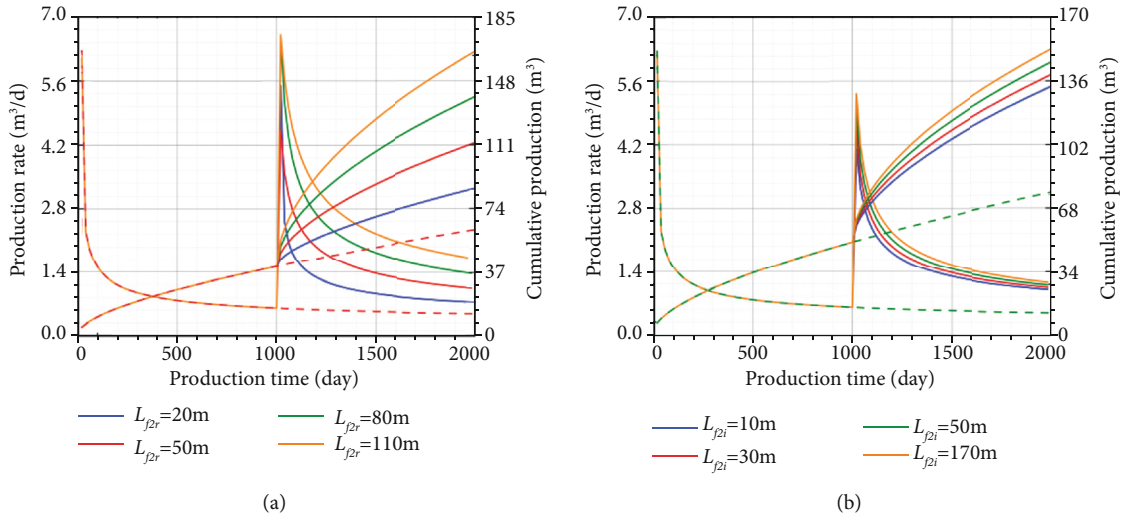 7.0
5.6
4.2
2.8
1.4
0.0
Production rate (m³/d)
185
148
111
74
37
0
Cumulative production (m³)
0 500 1000 1500 2000
Production time (day)
L_f2r=20m L_f2r=80m
L_f2r=50m L_f2r=110m
(a)
7.0
5.6
4.2
2.8
1.4
0.0
Production rate (m³/d)
170
136
102
68
34
0
Cumulative production (m³)
0 500 1000 1500 2000
Production time (day)
L_f2i=10m L_f2i=50m
L_f2i=30m L_f2i=170m
(b)